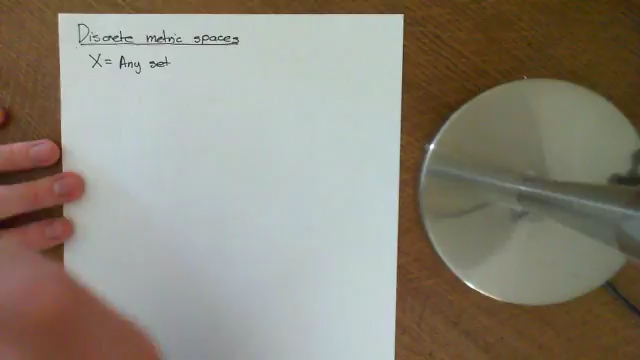 Discrete metric spaces
X = Any set